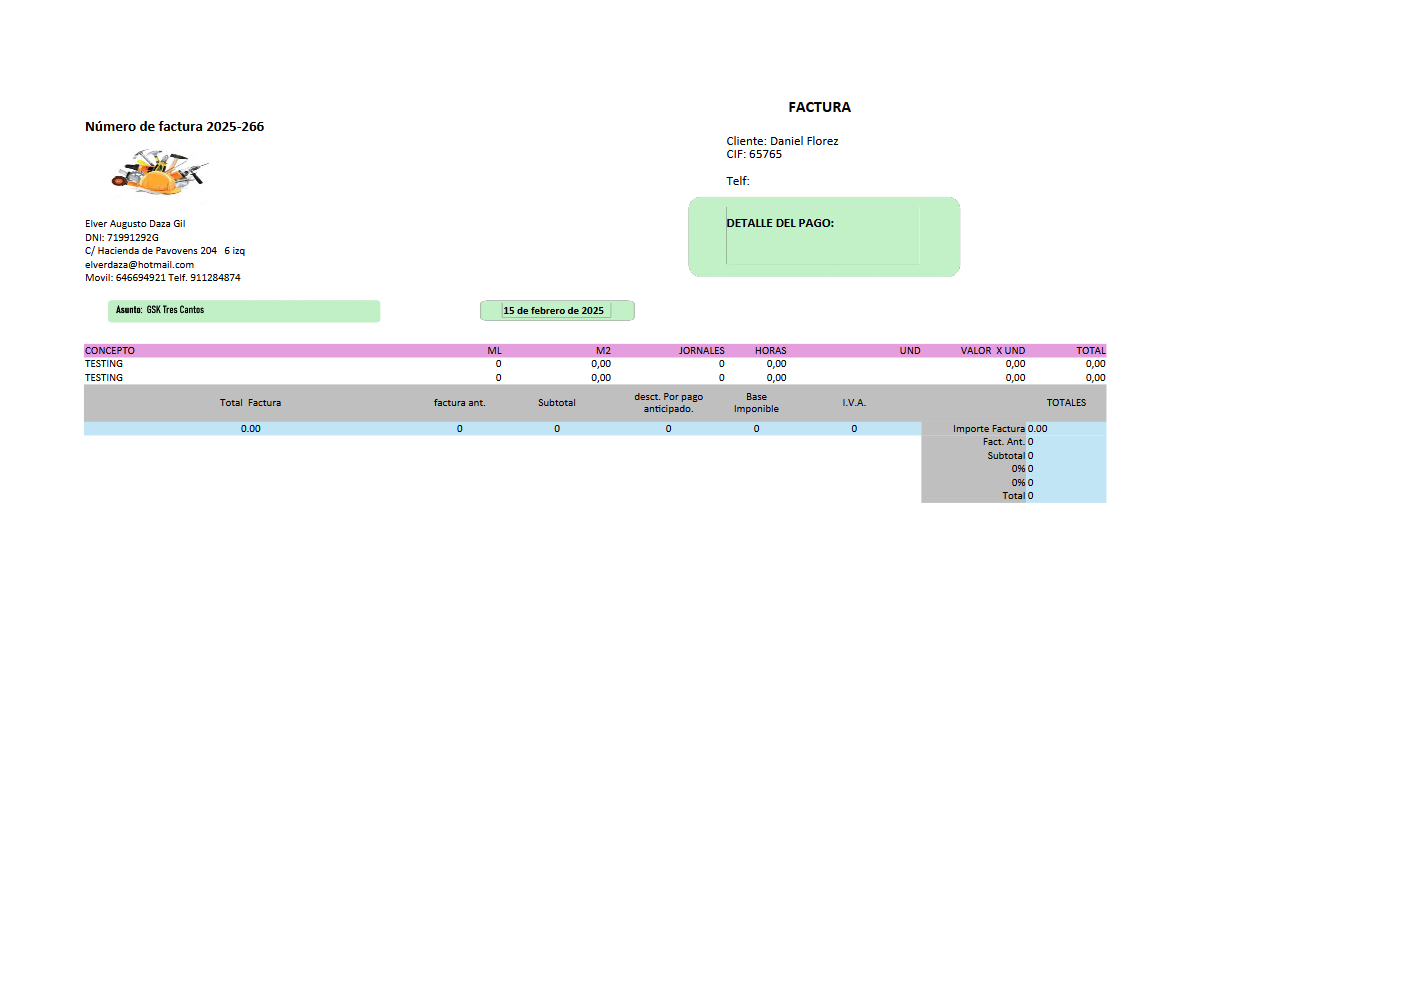 FACTURA
Número de factura 2025-266
Cliente: Daniel Florez
CIF: 65765
Telf:
DETALLE DEL PAGO:
Elver Augusto Daza Gil
DNI: 71991292G
C/ Hacienda de Pavovens 204   6 izq
elverdaza@hotmail.com
Movil: 646694921 Telf. 911284874
Asunto:  GSK Tres Cantos
15 de febrero de 2025
CONCEPTO ML M2 JORNALES HORAS UND VALOR  X UND TOTAL
TESTING 0 0,00 0 0,00 0,00 0,00
TESTING 0 0,00 0 0,00 0,00 0,00
Total  Factura factura ant. Subtotal desct. Por pago anticipado. Base Imponible I.V.A. TOTALES
0.00 0 0 0 0 0 Importe Factura 0.00
Fact. Ant. 0
Subtotal 0
0% 0
0% 0
Total 0